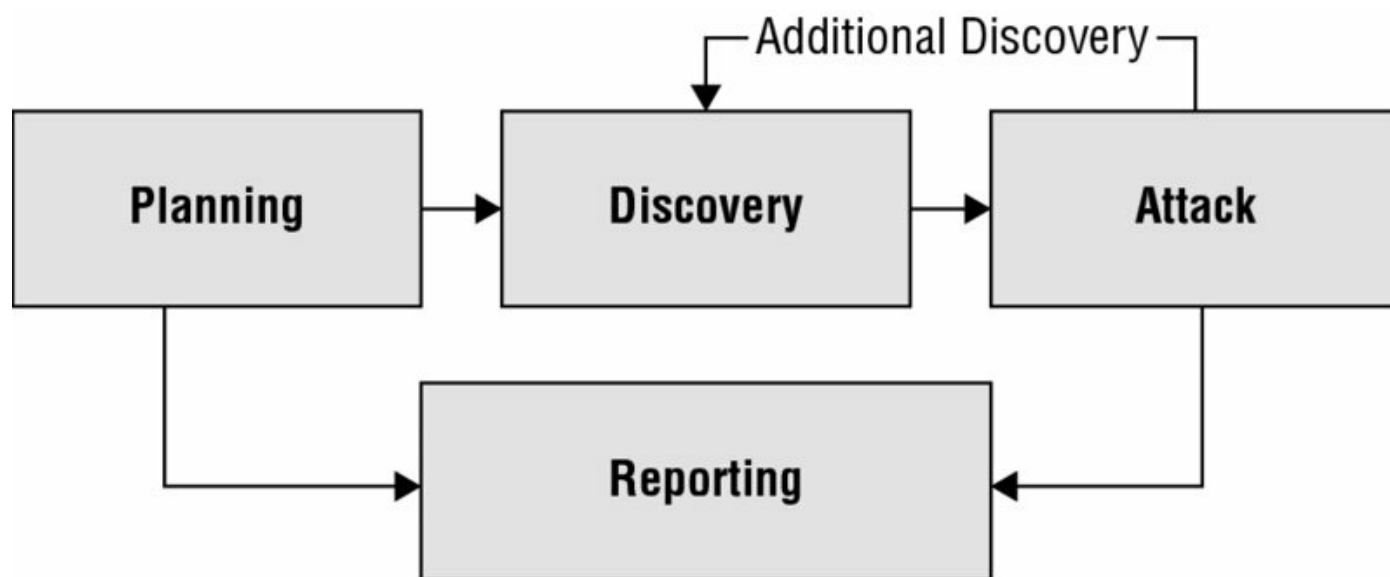 Additional Discovery
Planning
Discovery
Attack
Reporting